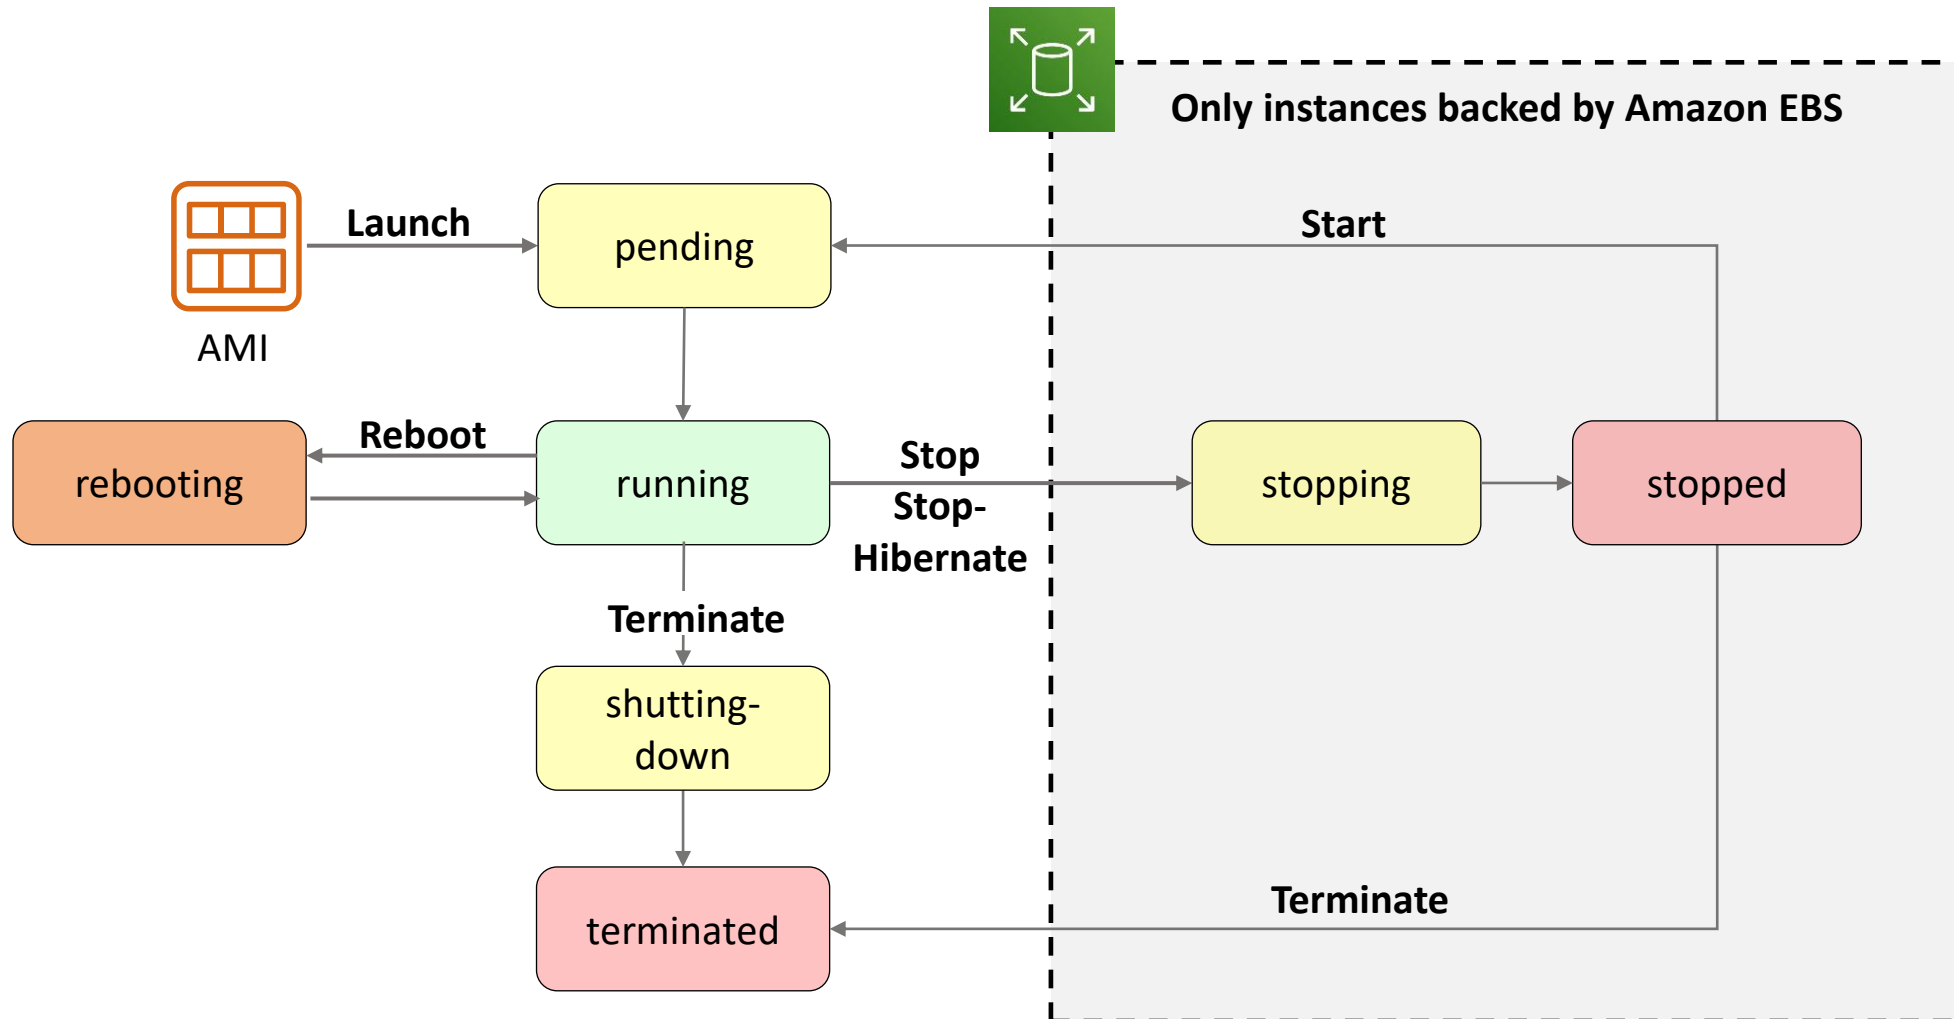 Only instances backed by Amazon EBS
Launch
pending
Start
AMI
rebooting
Reboot
running
Stop
Stop-
Hibernate
stopping
stopped
Terminate
shutting-
down
Terminate
terminated